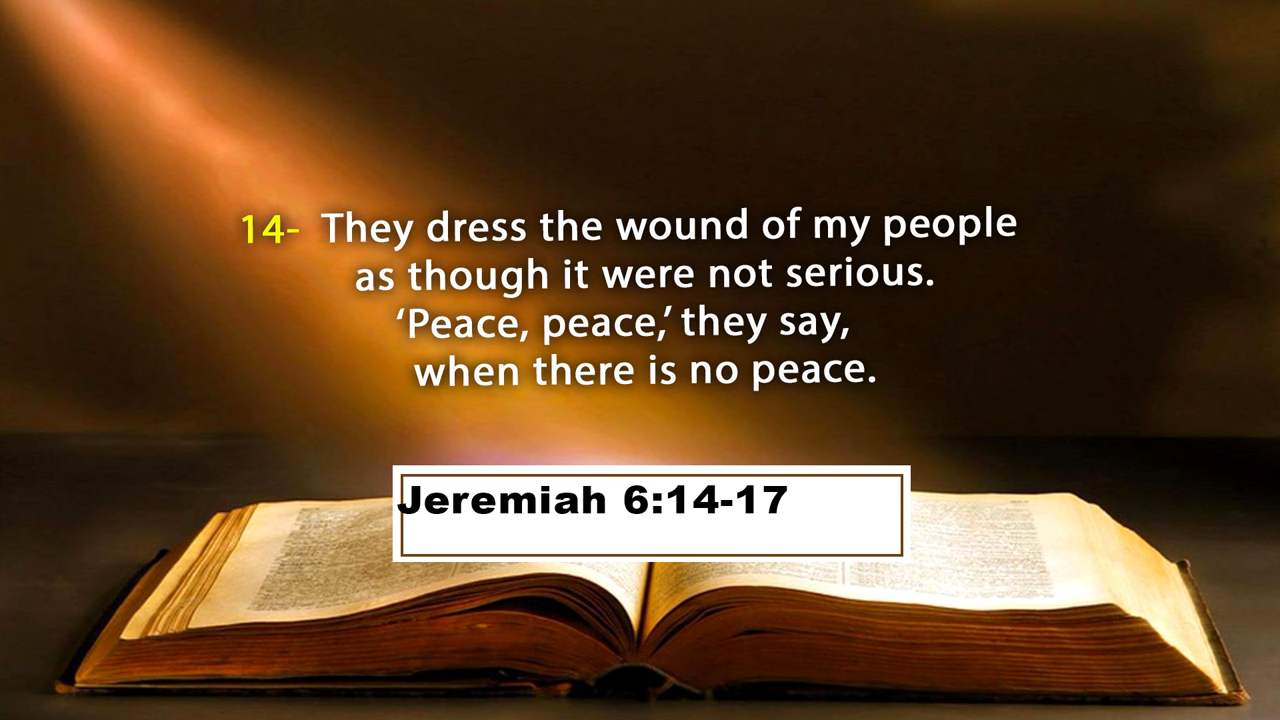 14- They dress the wound of my people
as though it were not serious.
‘Peace, peace,’ they say,
when there is no peace.
Jeremiah 6:14-17